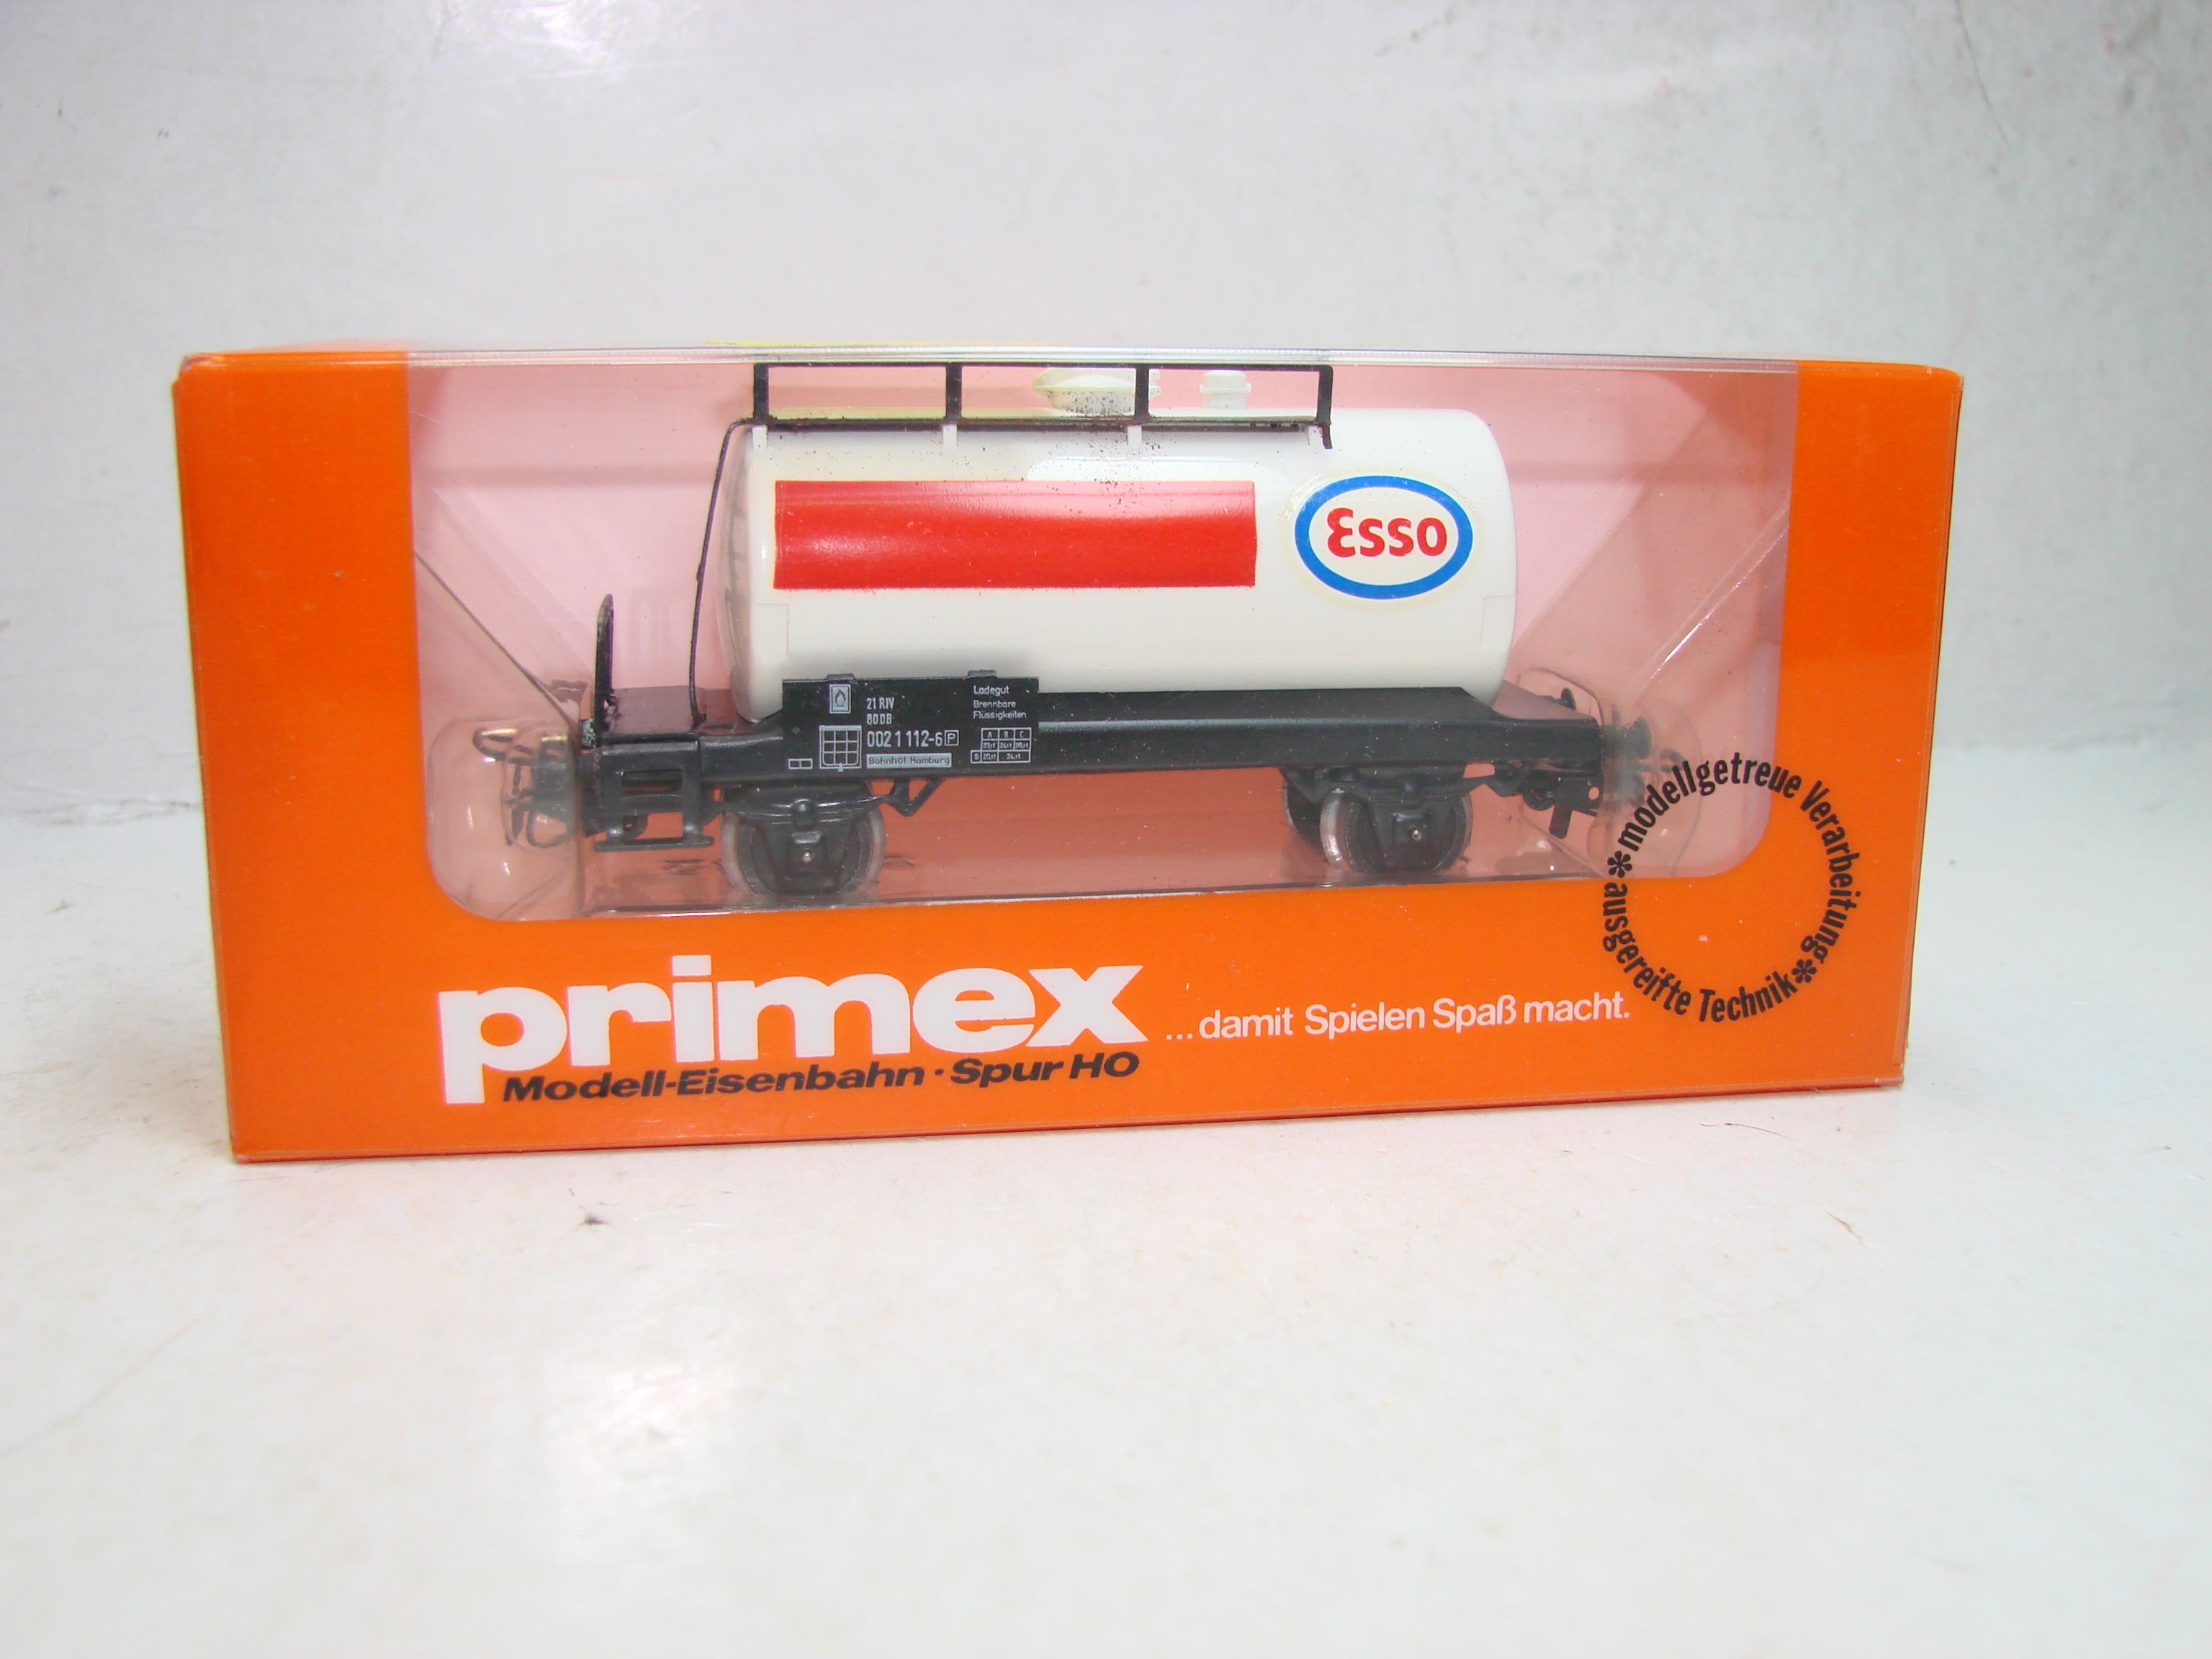 Esso
21 RIV
80 DB
002 1 112-6 P
Bahnhof Hamburg
Ladegut
Brennbare
Flüssigkeiten
A B C
S
primex
Modell-Eisenbahn · Spur HO
...damit Spielen Spaß macht.
*modellgetreue Verarbeitung*ausgereifte Technik